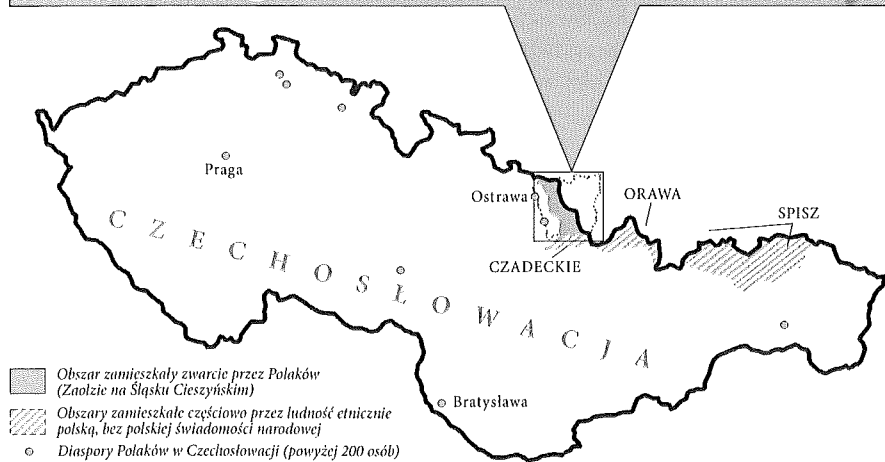 Praga
Ostrawa
ORAWA
SPISZ
CZADECKIE
CZECHOSŁOWACJA
Bratysława
Obszar zamieszkały zwarcie przez Polaków
(Zaolzie na Śląsku Cieszyńskim)
Obszary zamieszkałe częściowo przez ludność etnicznie
polską, bez polskiej świadomości narodowej
Diaspory Polaków w Czechosłowacji (powyżej 200 osób)